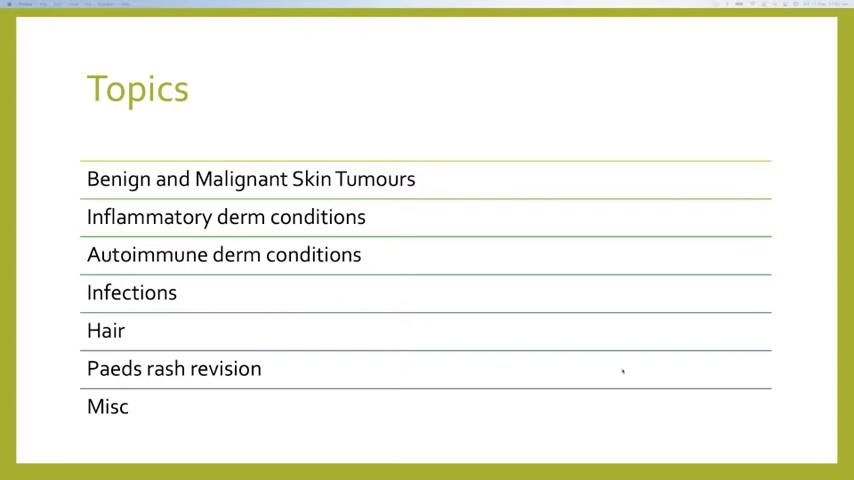 Topics
Benign and Malignant Skin Tumours
Inflammatory derm conditions
Autoimmune derm conditions
Infections
Hair
Paeds rash revision
Misc